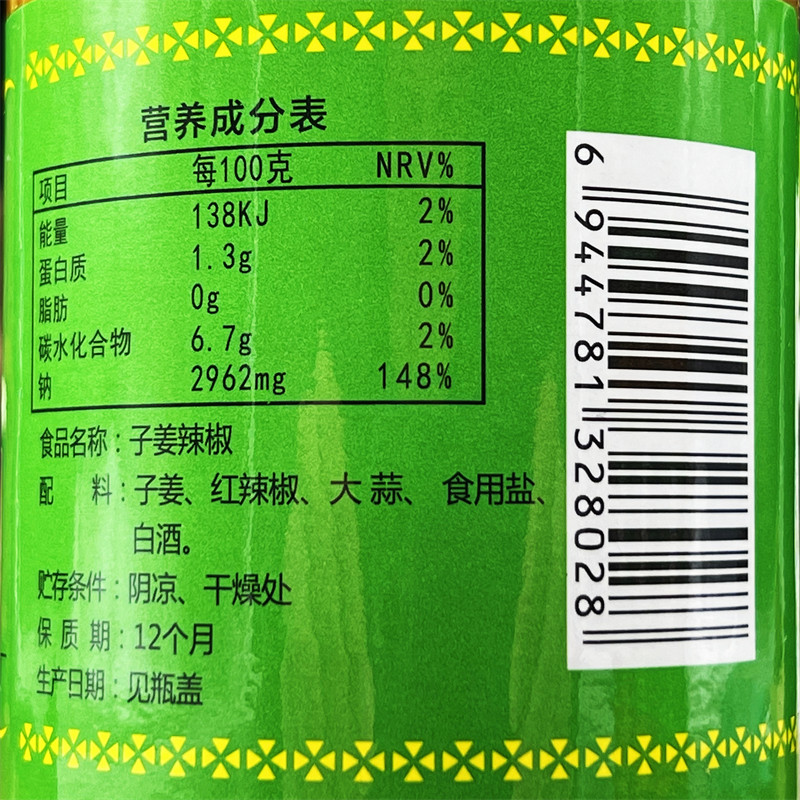 营养成分表
项目 每100克 NRV%
能量 138KJ 2%
蛋白质 1.3g 2%
脂肪 0g 0%
碳水化合物 6.7g 2%
钠 2962mg 148%
食品名称：子姜辣椒
配 料：子姜、红辣椒、大蒜、食用盐、
白酒。
贮存条件：阴凉、干燥处
保质期：12个月
生产日期：见瓶盖
6 944781 328028